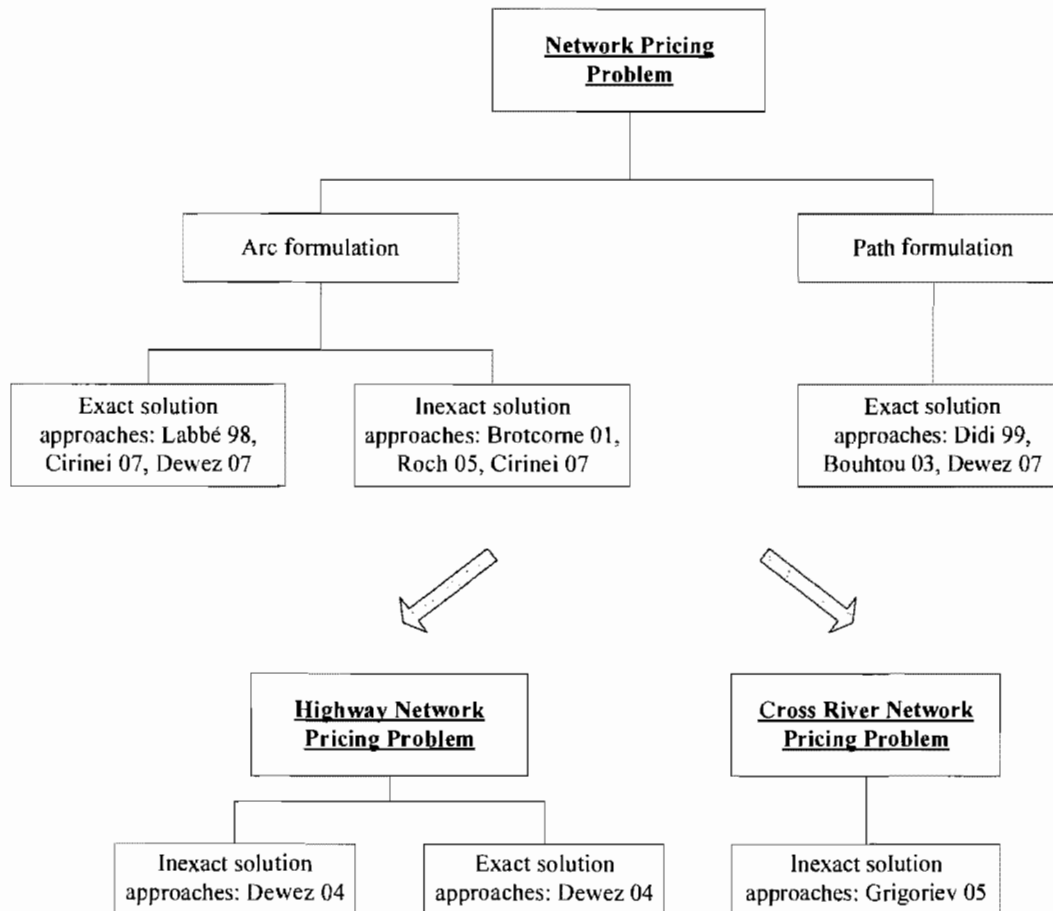 Network Pricing
Problem
Arc formulation
Path formulation
Exact solution
approaches: Labbé 98,
Cirinei 07, Dewez 07
Inexact solution
approaches: Brotcorne 01,
Roch 05, Cirinei 07
Exact solution
approaches: Didi 99,
Bouhtou 03, Dewez 07
Highway Network
Pricing Problem
Cross River Network
Pricing Problem
Inexact solution
approaches: Dewez 04
Exact solution
approaches: Dewez 04
Inexact solution
approaches: Grigoriev 05